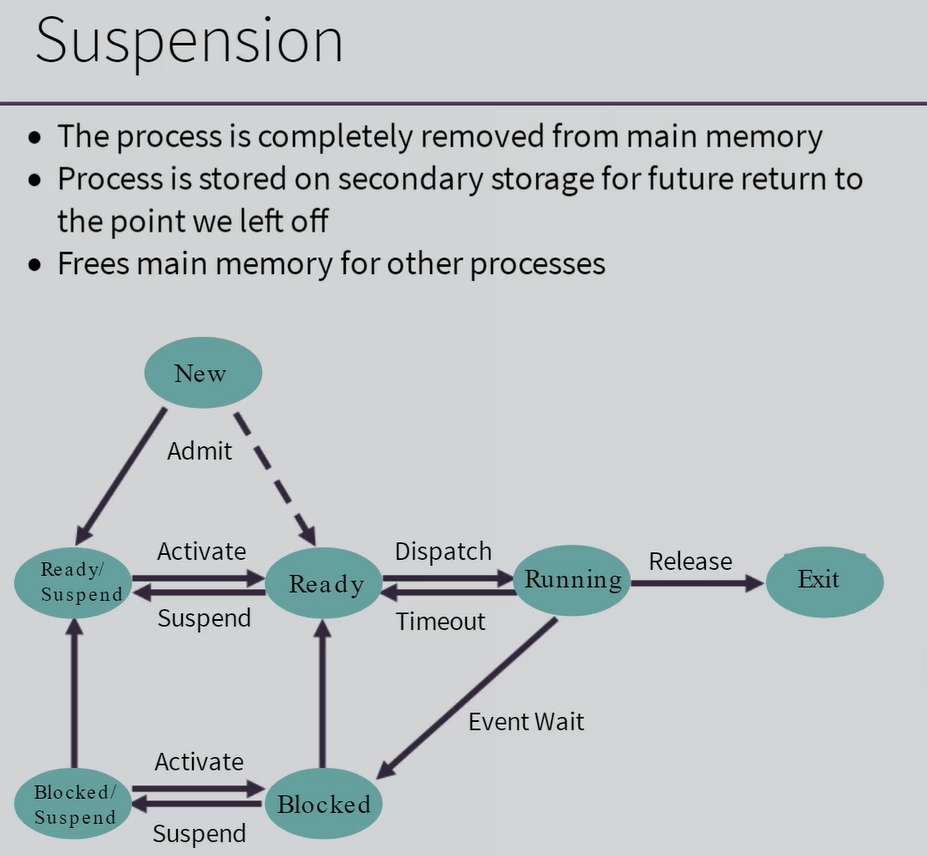 Suspension
• The process is completely removed from main memory
• Process is stored on secondary storage for future return to
the point we left off
• Frees main memory for other processes
New
Admit
Ready/
Suspend
Activate
Suspend
Ready
Dispatch
Timeout
Running
Release
Exit
Event Wait
Blocked/
Suspend
Activate
Suspend
Blocked